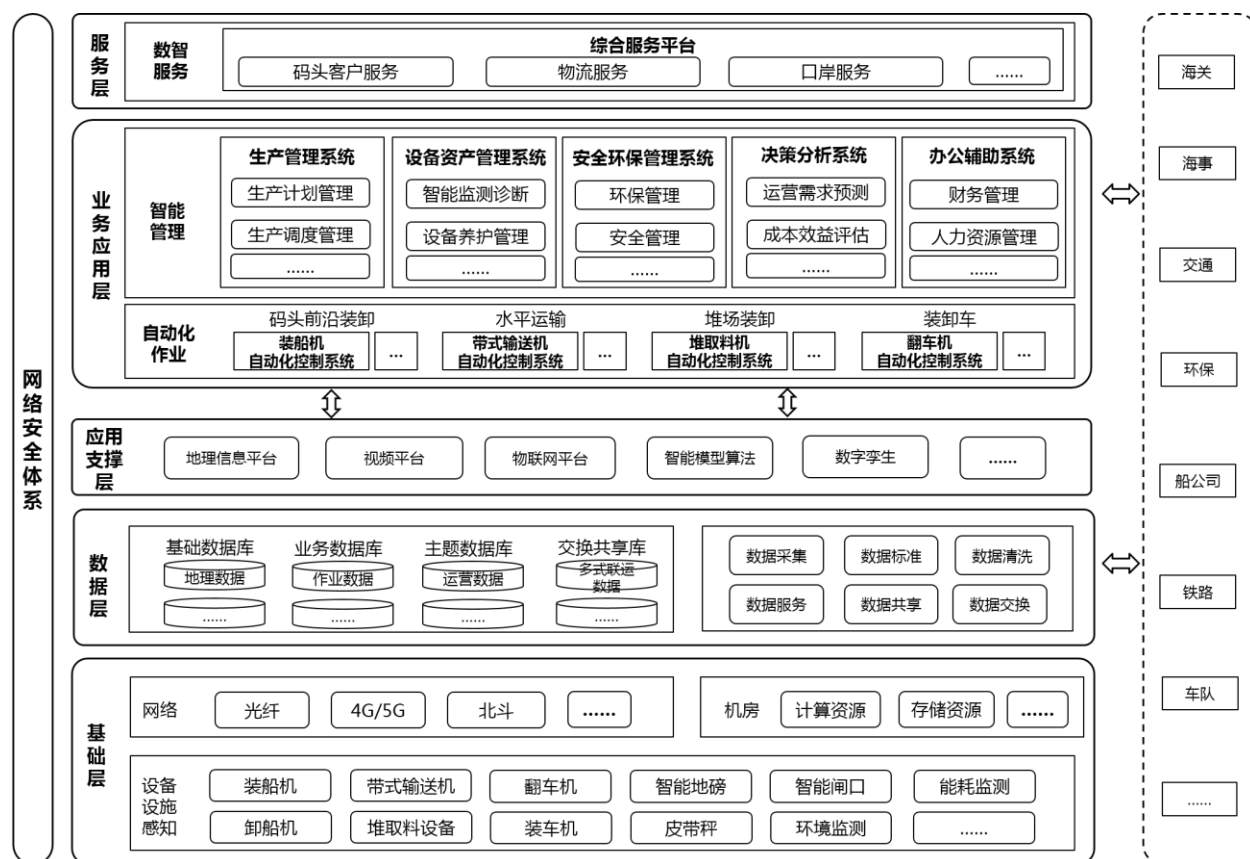 网络安全体系
服务层
数智
服务
综合服务平台
码头客户服务
物流服务
口岸服务
......
业务应用层
智能
管理
生产管理系统
生产计划管理
生产调度管理
......
设备资产管理系统
智能监测诊断
设备养护管理
......
安全环保管理系统
环保管理
安全管理
......
决策分析系统
运营需求预测
成本效益评估
......
办公辅助系统
财务管理
人力资源管理
......
自动化
作业
码头前沿装卸
装船机
自动化控制系统
...
水平运输
带式输送机
自动化控制系统
...
堆场装卸
堆取料机
自动化控制系统
...
装卸车
翻车机
自动化控制系统
...
应用
支撑
层
地理信息平台
视频平台
物联网平台
智能模型算法
数字孪生
......
数据层
基础数据库
地理数据
......
业务数据库
作业数据
......
主题数据库
运营数据
......
交换共享库
多式联运
数据
......
数据采集
数据标准
数据清洗
数据服务
数据共享
数据交换
基础层
网络
光纤
4G/5G
北斗
......
机房
计算资源
存储资源
......
设备
设施
感知
装船机
带式输送机
翻车机
智能地磅
智能闸口
能耗监测
卸船机
堆取料设备
装车机
皮带秤
环境监测
......
海关
海事
交通
环保
船公司
铁路
车队
......